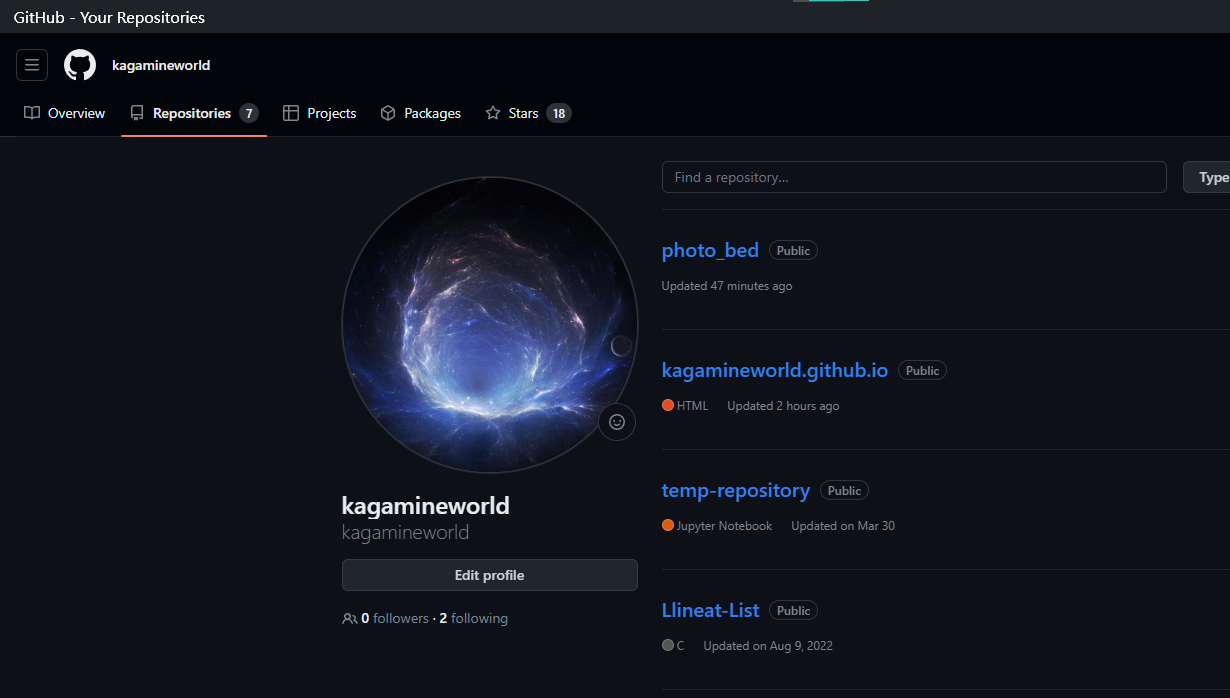 GitHub - Your Repositories
kagamineworld
Overview Repositories 7 Projects Packages Stars 18
Find a repository... Type
photo_bed Public
Updated 47 minutes ago
kagamineworld.github.io Public
HTML Updated 2 hours ago
temp-repository Public
Jupyter Notebook Updated on Mar 30
Llineat-List Public
C Updated on Aug 9, 2022
kagamineworld
kagamineworld
Edit profile
0 followers · 2 following